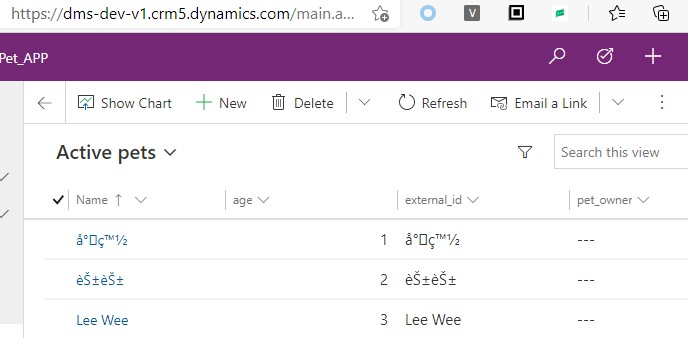 https://dms-dev-v1.crm5.dynamics.com/main.a...
Pet_APP
Show Chart New Delete Refresh Email a Link
Active pets Search this view
Name age external_id pet_owner
å°□ç™½ 1 å°□ç™½ ---
èŠ±èŠ± 2 èŠ±èŠ± ---
Lee Wee 3 Lee Wee ---